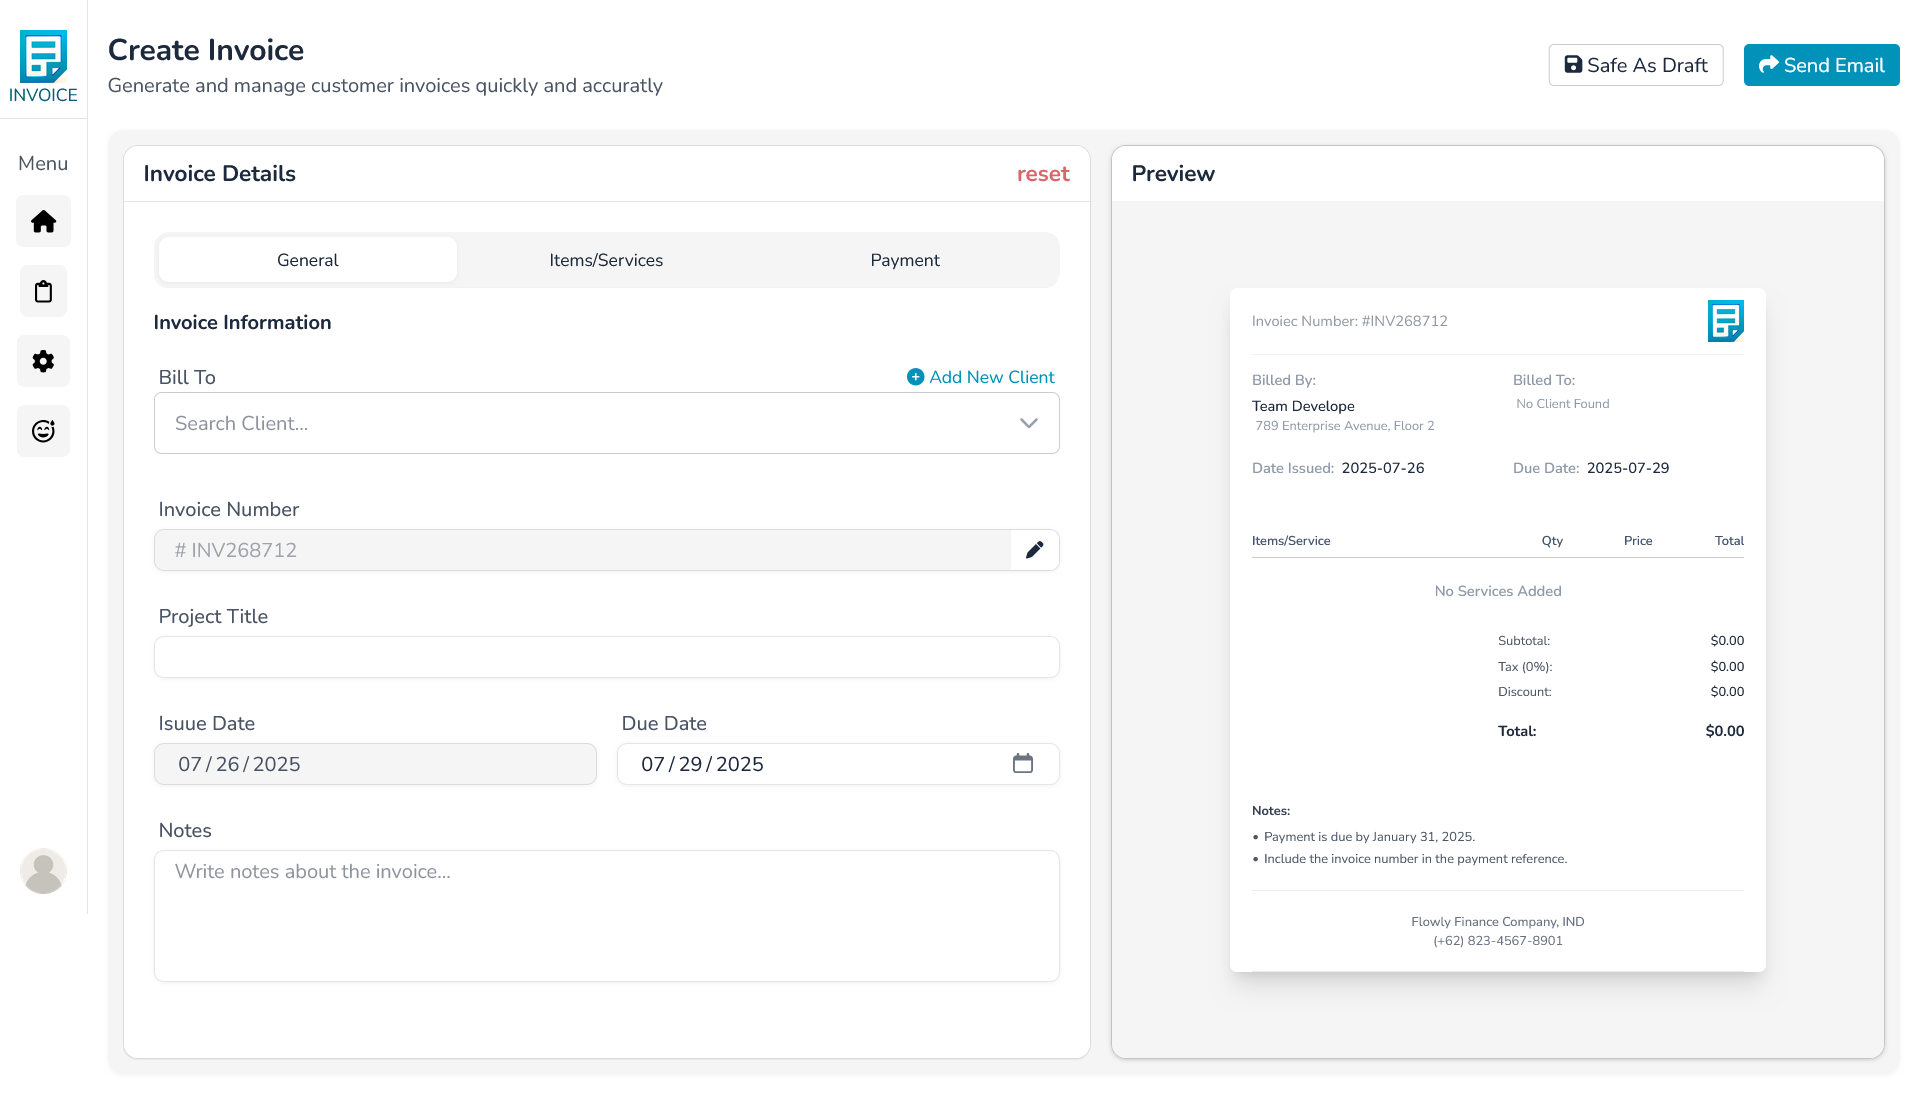 INVOICE
Menu
Create Invoice
Generate and manage customer invoices quickly and accuratly
Safe As Draft
Send Email
Invoice Details
reset
General
Items/Services
Payment
Invoice Information
Bill To
Add New Client
Search Client...
Invoice Number
# INV268712
Project Title
Isuue Date
Due Date
07/26/2025
07/29/2025
Notes
Write notes about the invoice...
Preview
Invoiec Number: #INV268712
Billed By:
Billed To:
Team Develope
No Client Found
789 Enterprise Avenue, Floor 2
Date Issued: 2025-07-26
Due Date: 2025-07-29
Items/Service Qty Price Total
No Services Added
Subtotal: $0.00
Tax (0%): $0.00
Discount: $0.00
Total: $0.00
Notes:
• Payment is due by January 31, 2025.
• Include the invoice number in the payment reference.
Flowly Finance Company, IND
(+62) 823-4567-8901